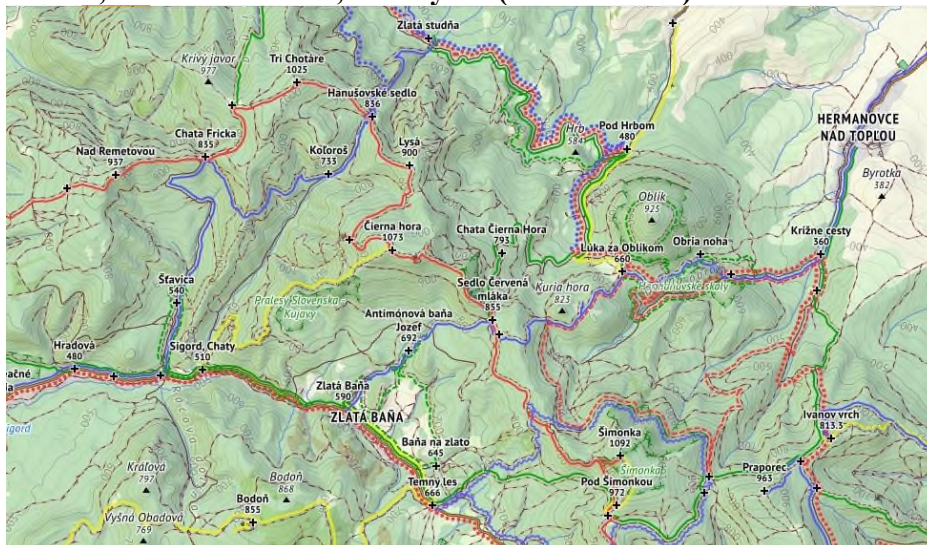 Zlatá studňa
Krivý javor
977
Tri Chotáre
1025
Hanušovské sedlo
836
HERMANOVCE
NAD TOPĽOU
Hrb
584
Pod Hrbom
480
Chata Fricka
835
Nad Remetovou
937
Koľoroš
733
Lysá
900
Byrotka
382
Oblík
925
Čierna hora
1073
Chata Čierna Hora
793
Lúka za Oblíkom
660
Obria noha
Križne cesty
360
Šťavica
540
Pralesy Slovenska -
Kujavy
Sedlo Červená
mláka
855
Kuria hora
823
Antimónová baňa
Jozef
692
Hradová
480
Sigord, Chaty
510
Zlatá Baňa
590
ZLATÁ BAŇA
Ivanov vrch
813.3
Baňa na zlato
645
Šimonka
1092
Šimonka
Kráľová
797
Bodoň
868
Temný les
666
Pod Šimonkou
972
Praporec
963
Bodoň
855
Vyšná Obadova
769